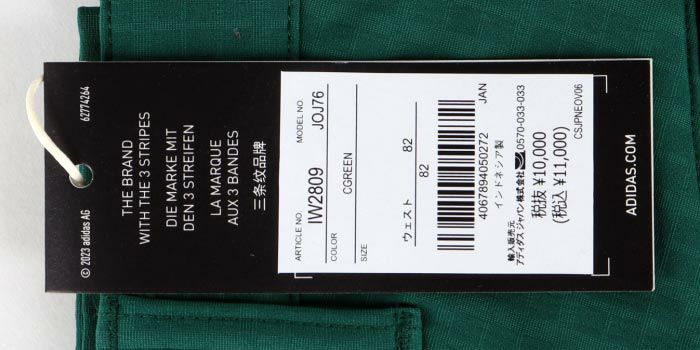 62774264
© 2023 adidas AG
THE BRAND
WITH THE 3 STRIPES
DIE MARKE MIT
DEN 3 STREIFEN
LA MARQUE
AUX 3 BANDES
三条纹品牌
ARTICLE NO. MODEL NO.
IW2809 JOJ76
COLOR
CGREEN
SIZE
ウェスト 82
82
JAN
4067894050272
インドネシア製
輸入販売元
アディダス ジャパン株式会社 0570-033-033
税抜 ¥10,000
(税込 ¥11,000)
CSJPNEOV06
ADIDAS.COM